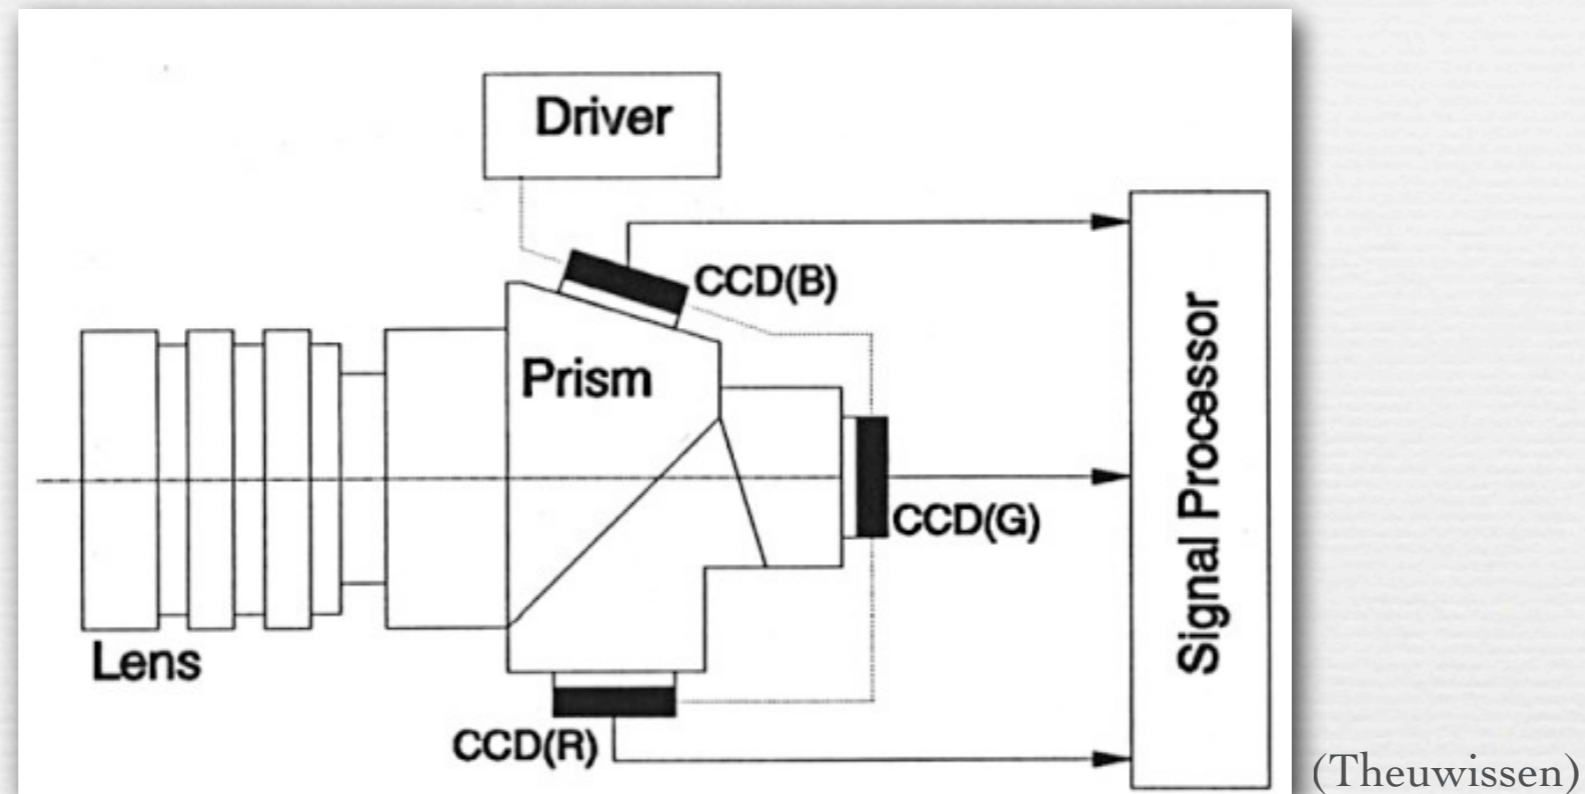 Driver
CCD(B)
Prism
Signal Processor
CCD(G)
Lens
CCD(R)
(Theuwissen)